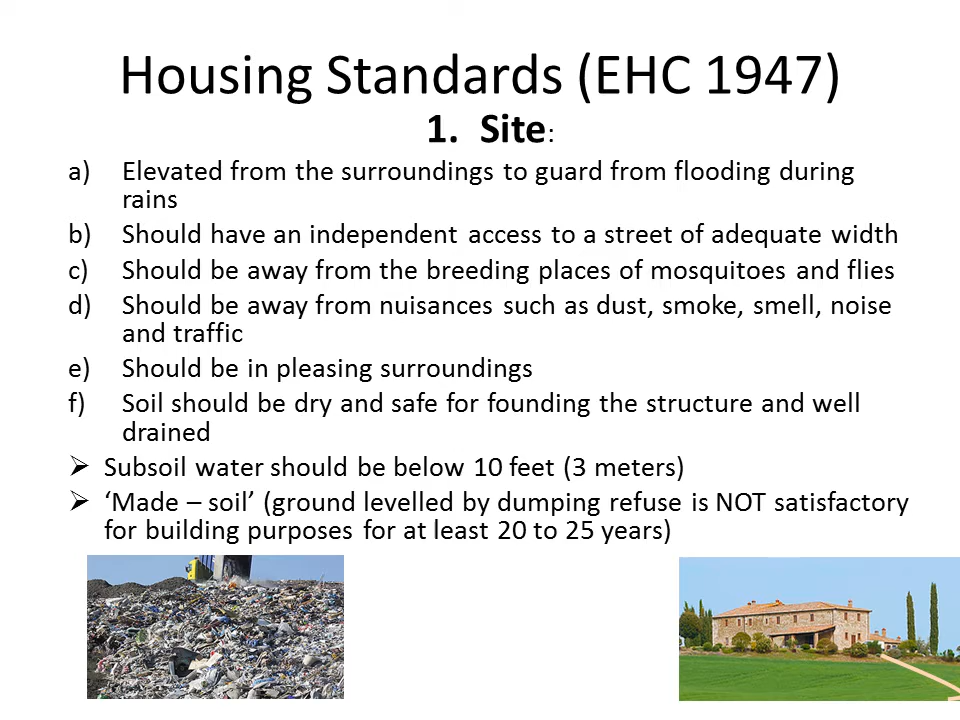 Housing Standards (EHC 1947)
1. Site:
a) Elevated from the surroundings to guard from flooding during
rains
b) Should have an independent access to a street of adequate width
c) Should be away from the breeding places of mosquitoes and flies
d) Should be away from nuisances such as dust, smoke, smell, noise
and traffic
e) Should be in pleasing surroundings
f) Soil should be dry and safe for founding the structure and well
drained
➢ Subsoil water should be below 10 feet (3 meters)
➢ ‘Made – soil’ (ground levelled by dumping refuse is NOT satisfactory
for building purposes for at least 20 to 25 years)